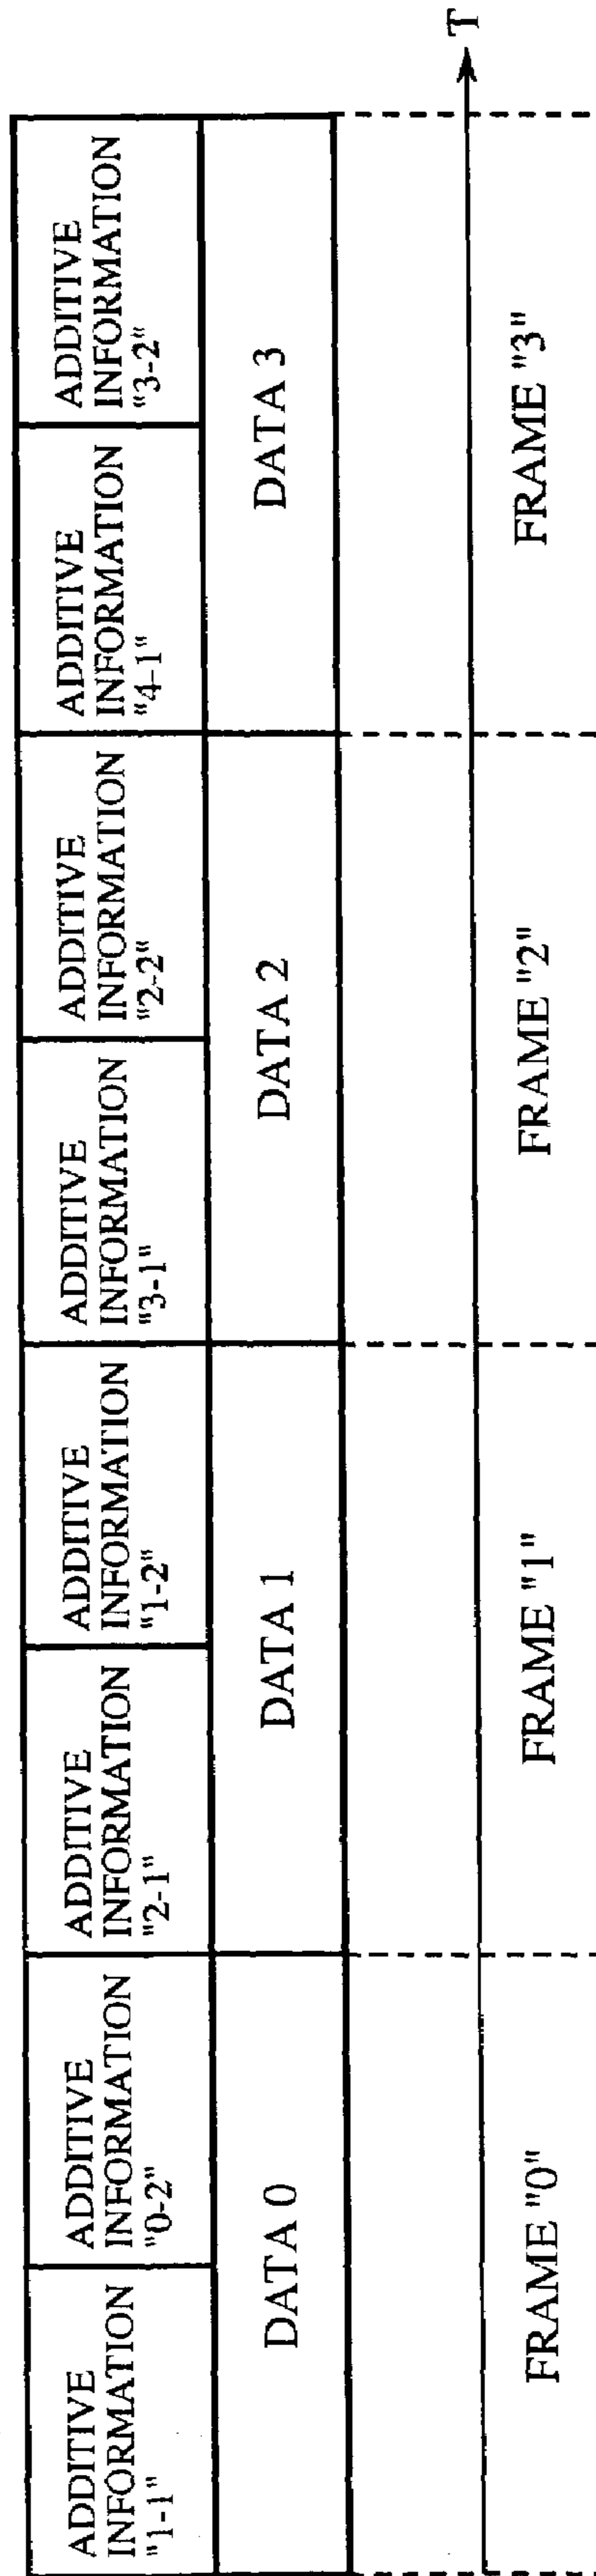 ADDITIVE
INFORMATION
"1-1"
ADDITIVE
INFORMATION
"0-2"
ADDITIVE
INFORMATION
"2-1"
ADDITIVE
INFORMATION
"1-2"
ADDITIVE
INFORMATION
"3-1"
ADDITIVE
INFORMATION
"2-2"
ADDITIVE
INFORMATION
"4-1"
ADDITIVE
INFORMATION
"3-2"
DATA 0
DATA 1
DATA 2
DATA 3
T
FRAME "0"
FRAME "1"
FRAME "2"
FRAME "3"